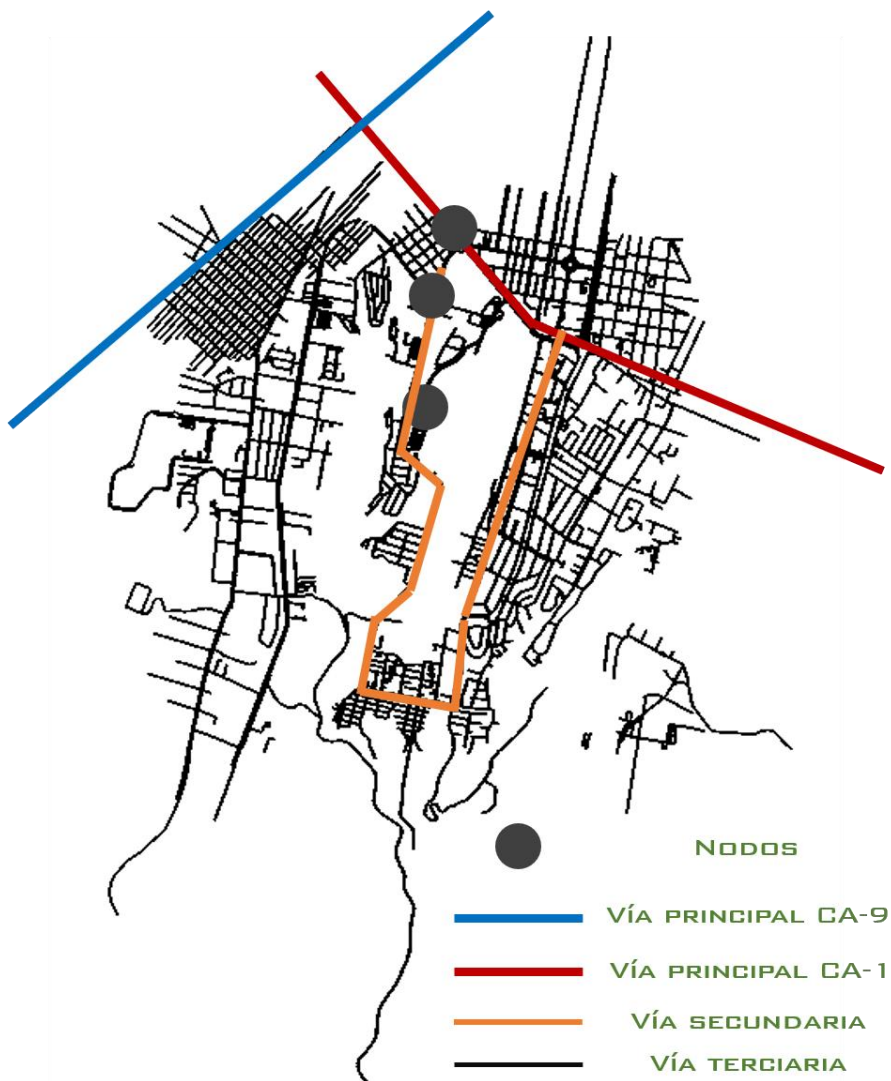 Nodos
Vía principal CA-9
Vía principal CA-1
Vía secundaria
Vía terciaria